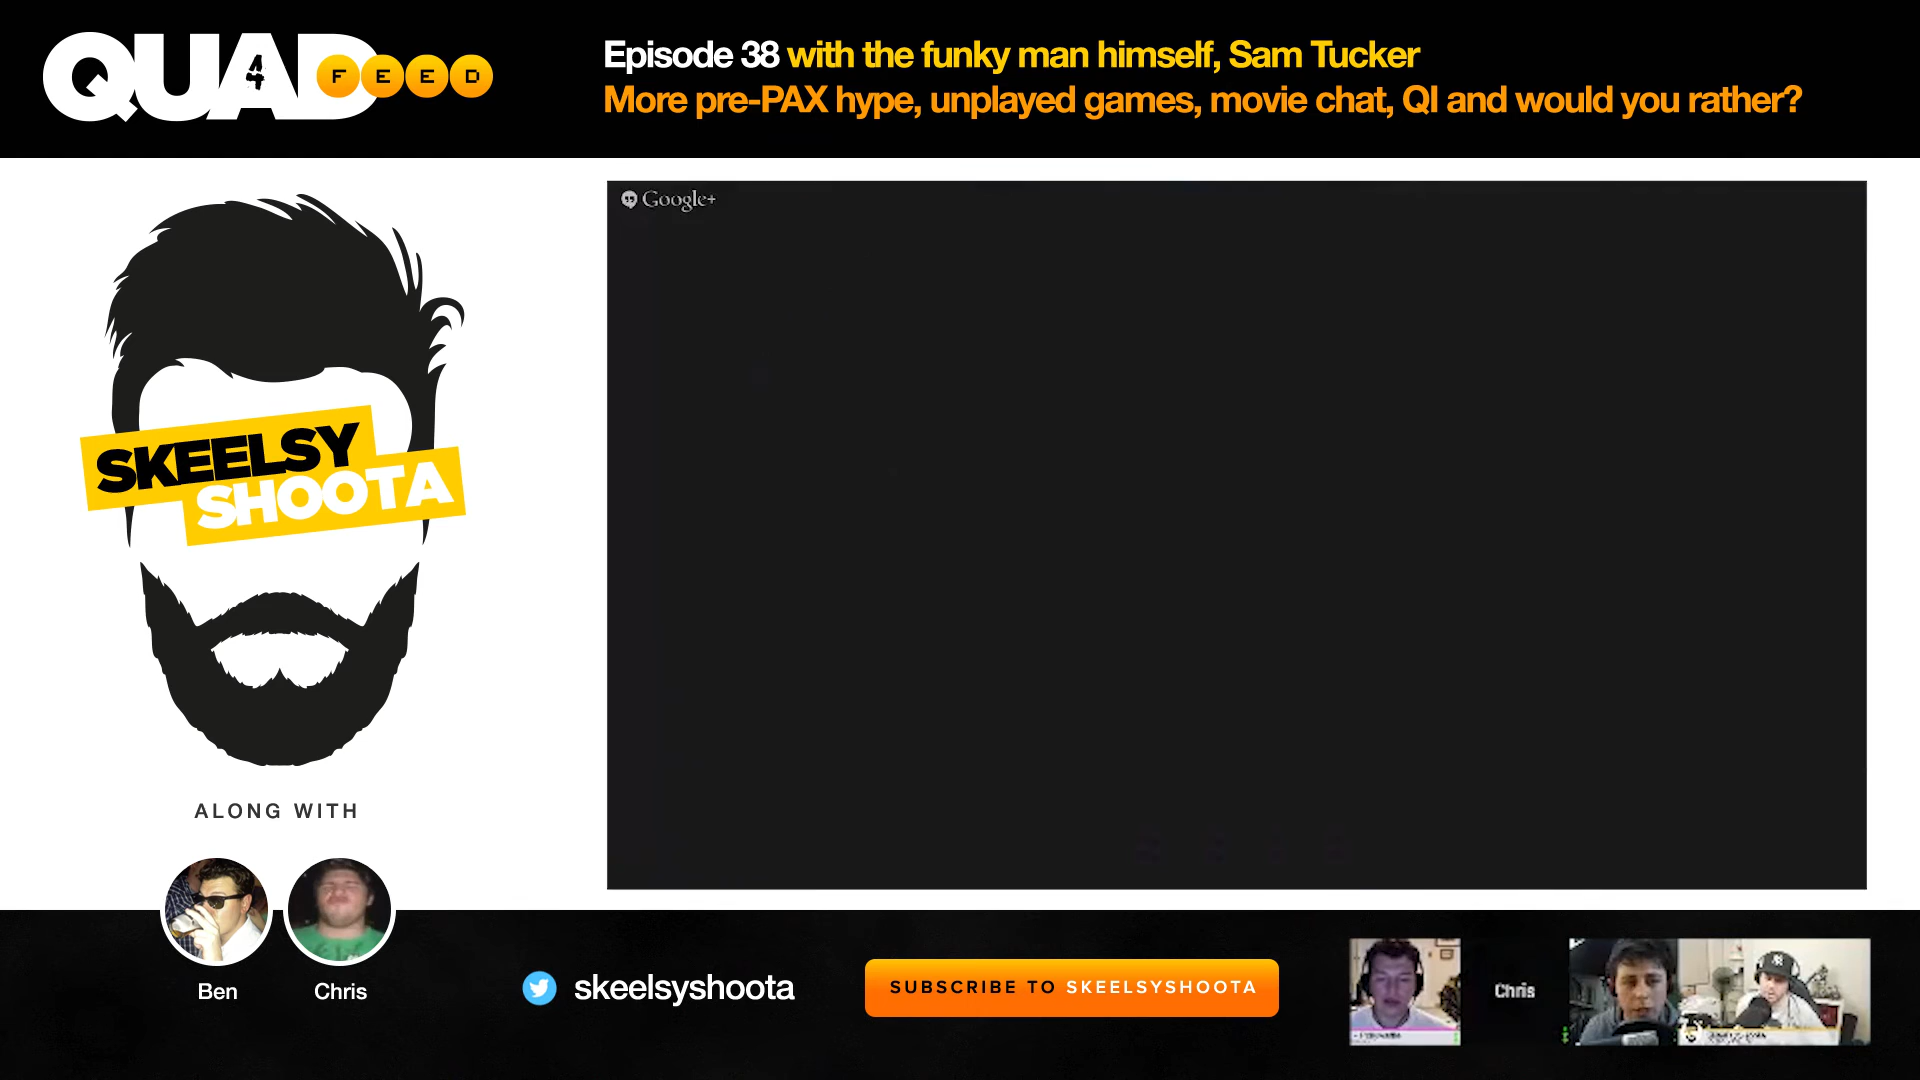 QUAD 4 FEED
Episode 38 with the funky man himself, Sam Tucker
More pre-PAX hype, unplayed games, movie chat, QI and would you rather?
Google+
SKEELSY
SHOOTA
ALONG WITH
Ben
Chris
skeelsyshoota
SUBSCRIBE TO SKEELSYSHOOTA
Chris